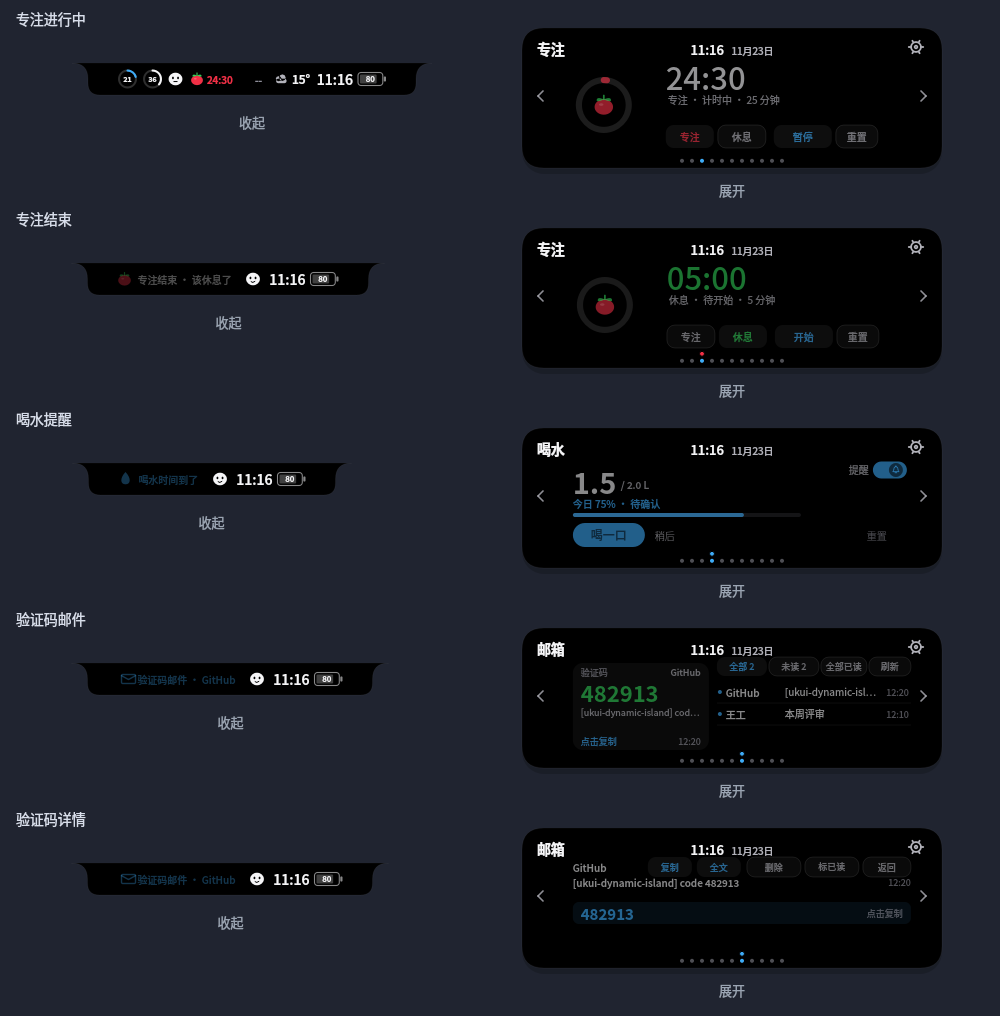 专注进行中
21 36 24:30 -- 15° 11:16 80
收起
专注 11:16 11月23日
24:30
专注 · 计时中 · 25 分钟
专注 休息 暂停 重置
展开
专注结束
专注结束 · 该休息了 11:16 80
收起
专注 11:16 11月23日
05:00
休息 · 待开始 · 5 分钟
专注 休息 开始 重置
展开
喝水提醒
喝水时间到了 11:16 80
收起
喝水 11:16 11月23日
提醒
1.5 / 2.0 L
今日 75% · 待确认
喝一口 稍后 重置
展开
验证码邮件
验证码邮件 · GitHub 11:16 80
收起
邮箱 11:16 11月23日
全部 2 未读 2 全部已读 刷新
验证码 GitHub
482913
[ukui-dynamic-island] cod...
点击复制 12:20
GitHub [ukui-dynamic-isl... 12:20
王工 本周评审 12:10
展开
验证码详情
验证码邮件 · GitHub 11:16 80
收起
邮箱 11:16 11月23日
GitHub 复制 全文 删除 标已读 返回
[ukui-dynamic-island] code 482913 12:20
482913 点击复制
展开